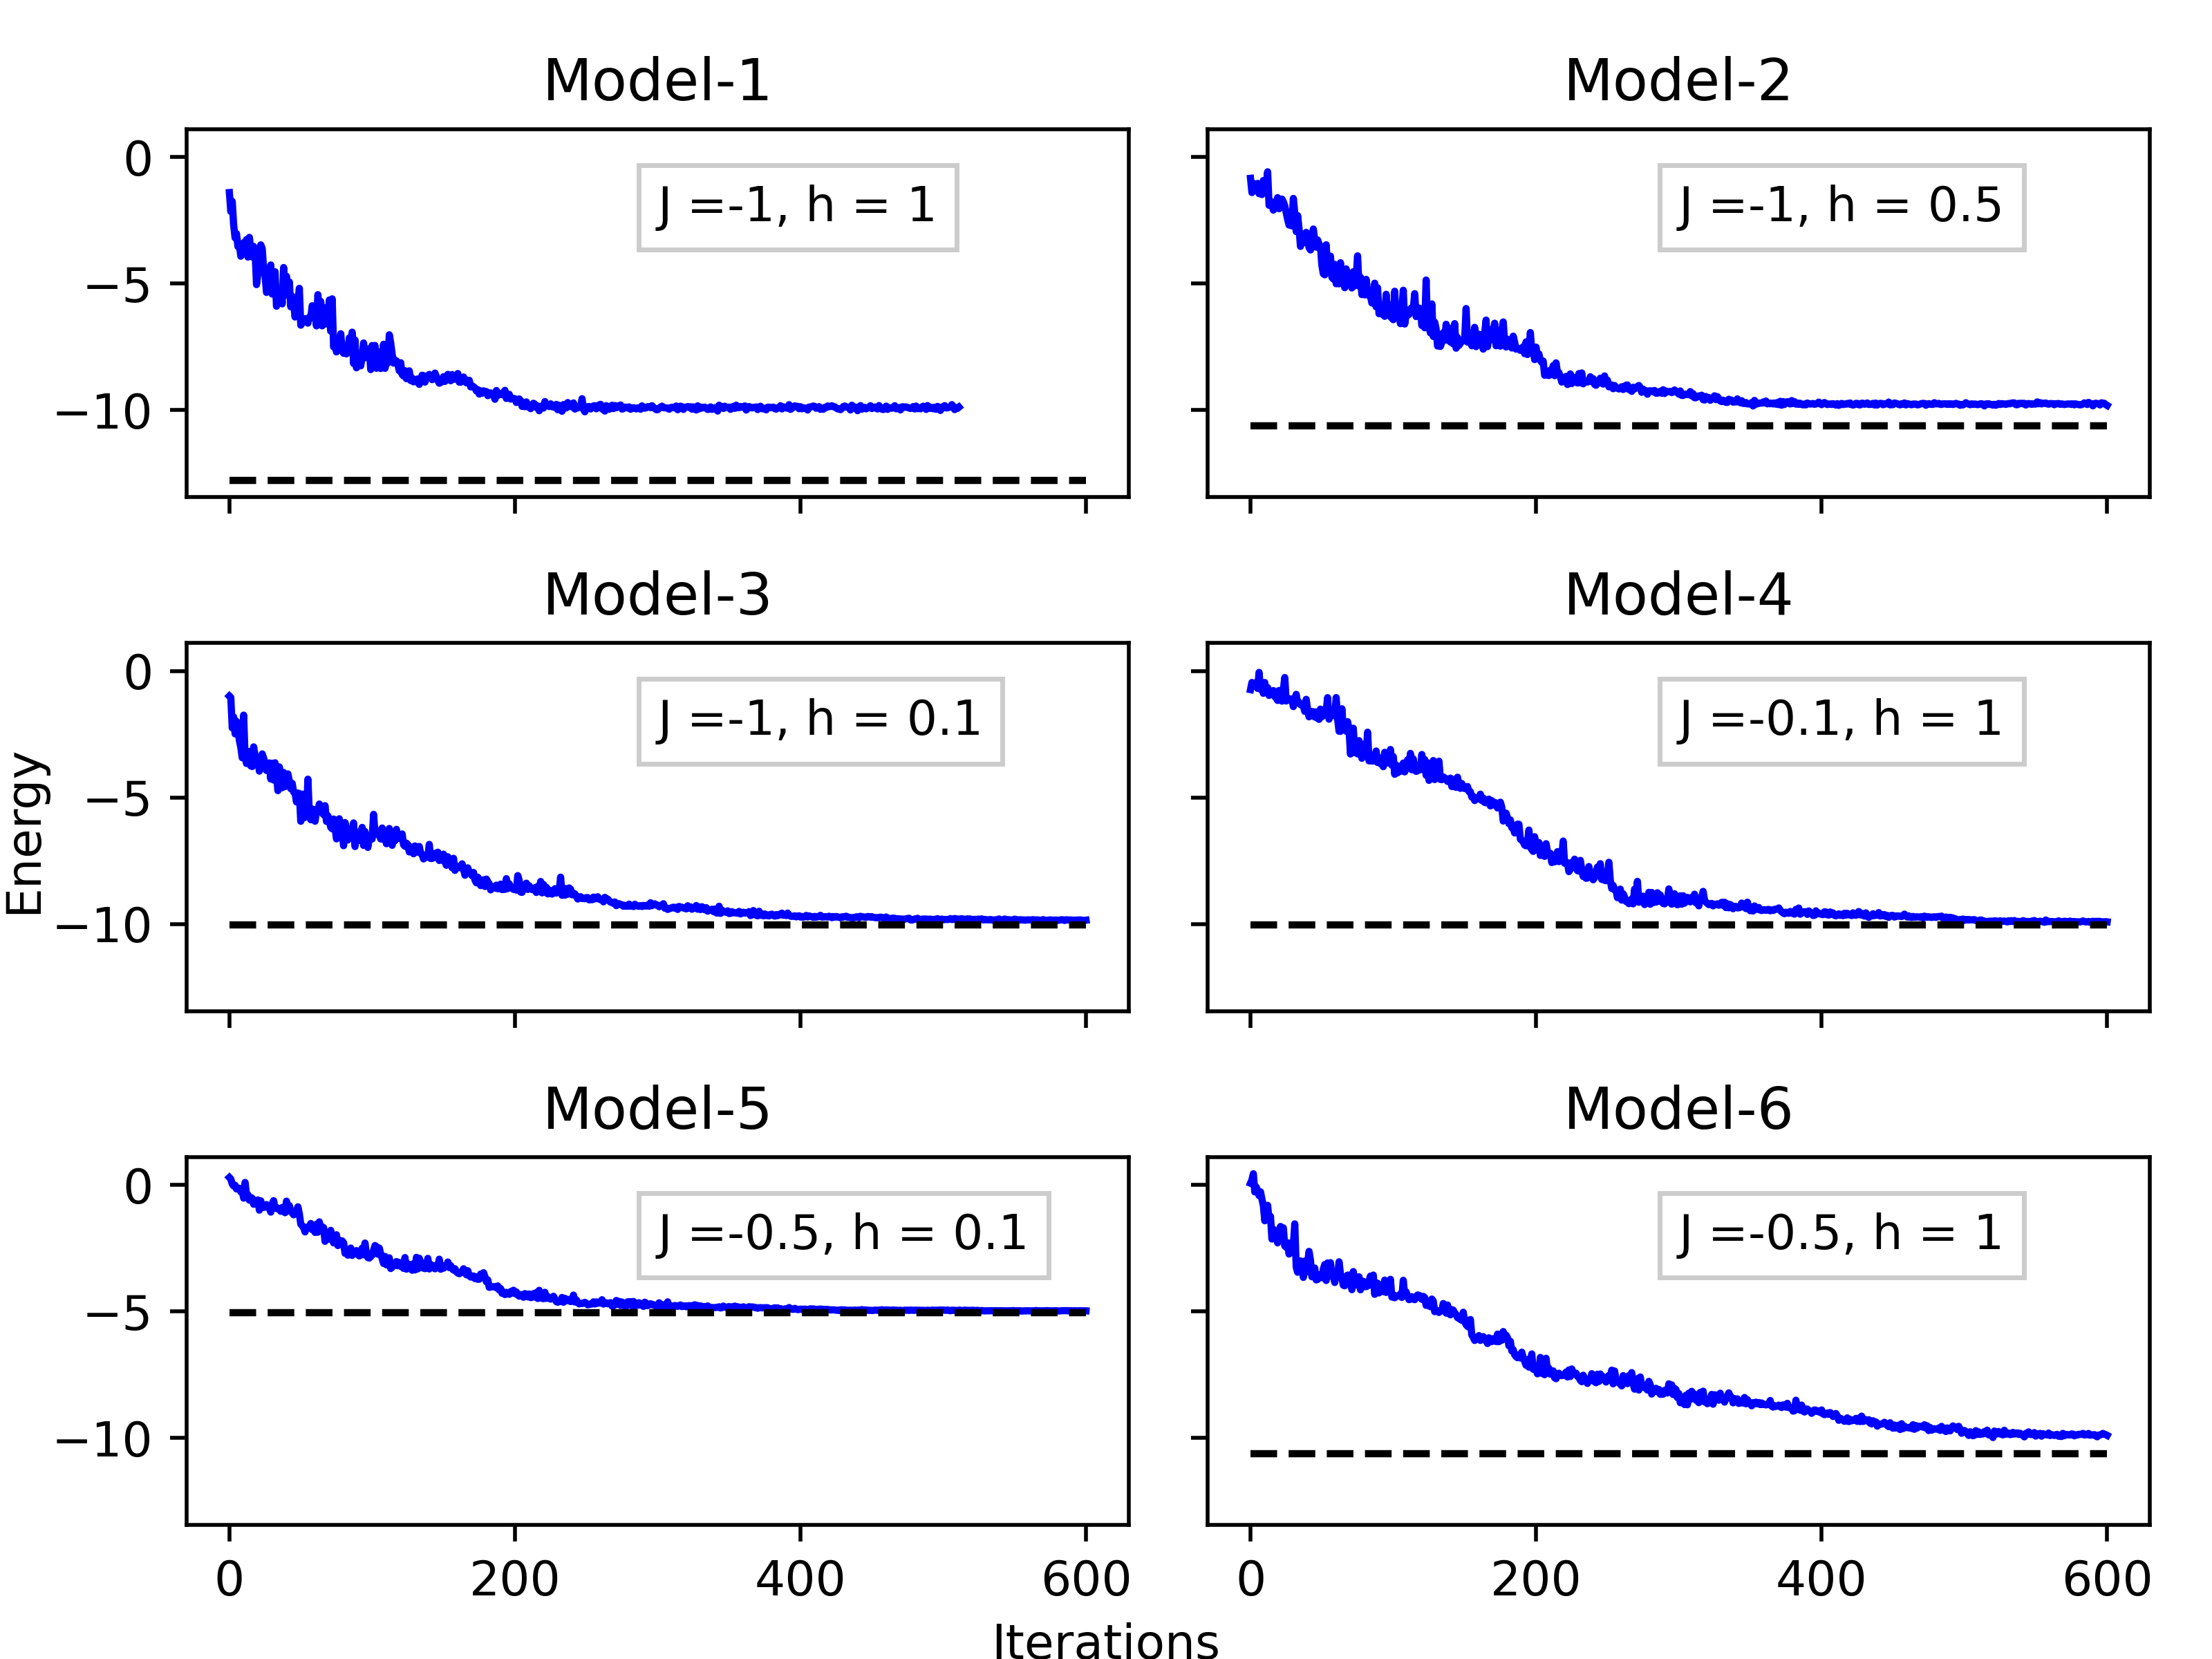 Model-1
Model-2
0
−5
−10
J =-1, h = 1
J =-1, h = 0.5
Model-3
Model-4
Energy
0
−5
−10
J =-1, h = 0.1
J =-0.1, h = 1
Model-5
Model-6
0
−5
−10
J =-0.5, h = 0.1
J =-0.5, h = 1
0 200 400 600
0 200 400 600
Iterations